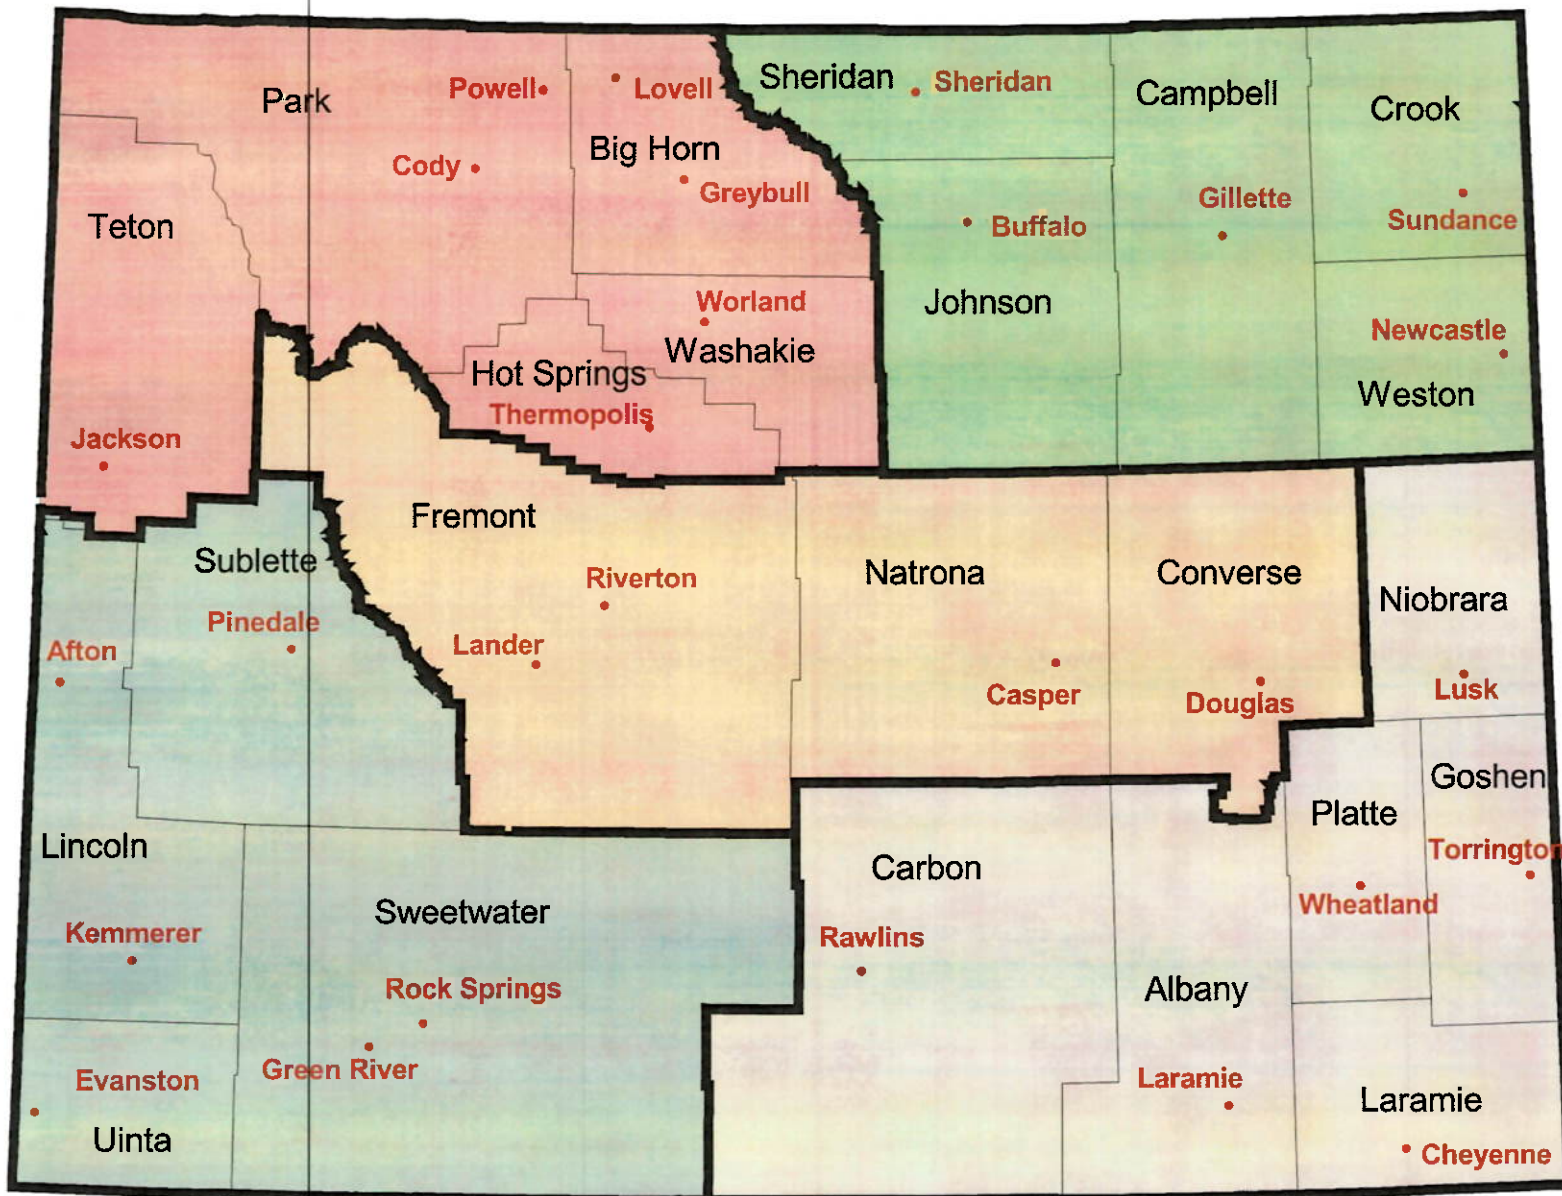 Park
Powell
Lovell
Sheridan
Sheridan
Campbell
Crook
Cody
Big Horn
Greybull
Gillette
Sundance
Teton
Buffalo
Worland
Johnson
Newcastle
Washakie
Hot Springs
Thermopolis
Weston
Jackson
Fremont
Sublette
Riverton
Natrona
Converse
Niobrara
Pinedale
Afton
Lander
Casper
Douglas
Lusk
Goshen
Platte
Lincoln
Carbon
Torrington
Sweetwater
Wheatland
Kemmerer
Rawlins
Rock Springs
Albany
Green River
Evanston
Laramie
Laramie
Uinta
Cheyenne